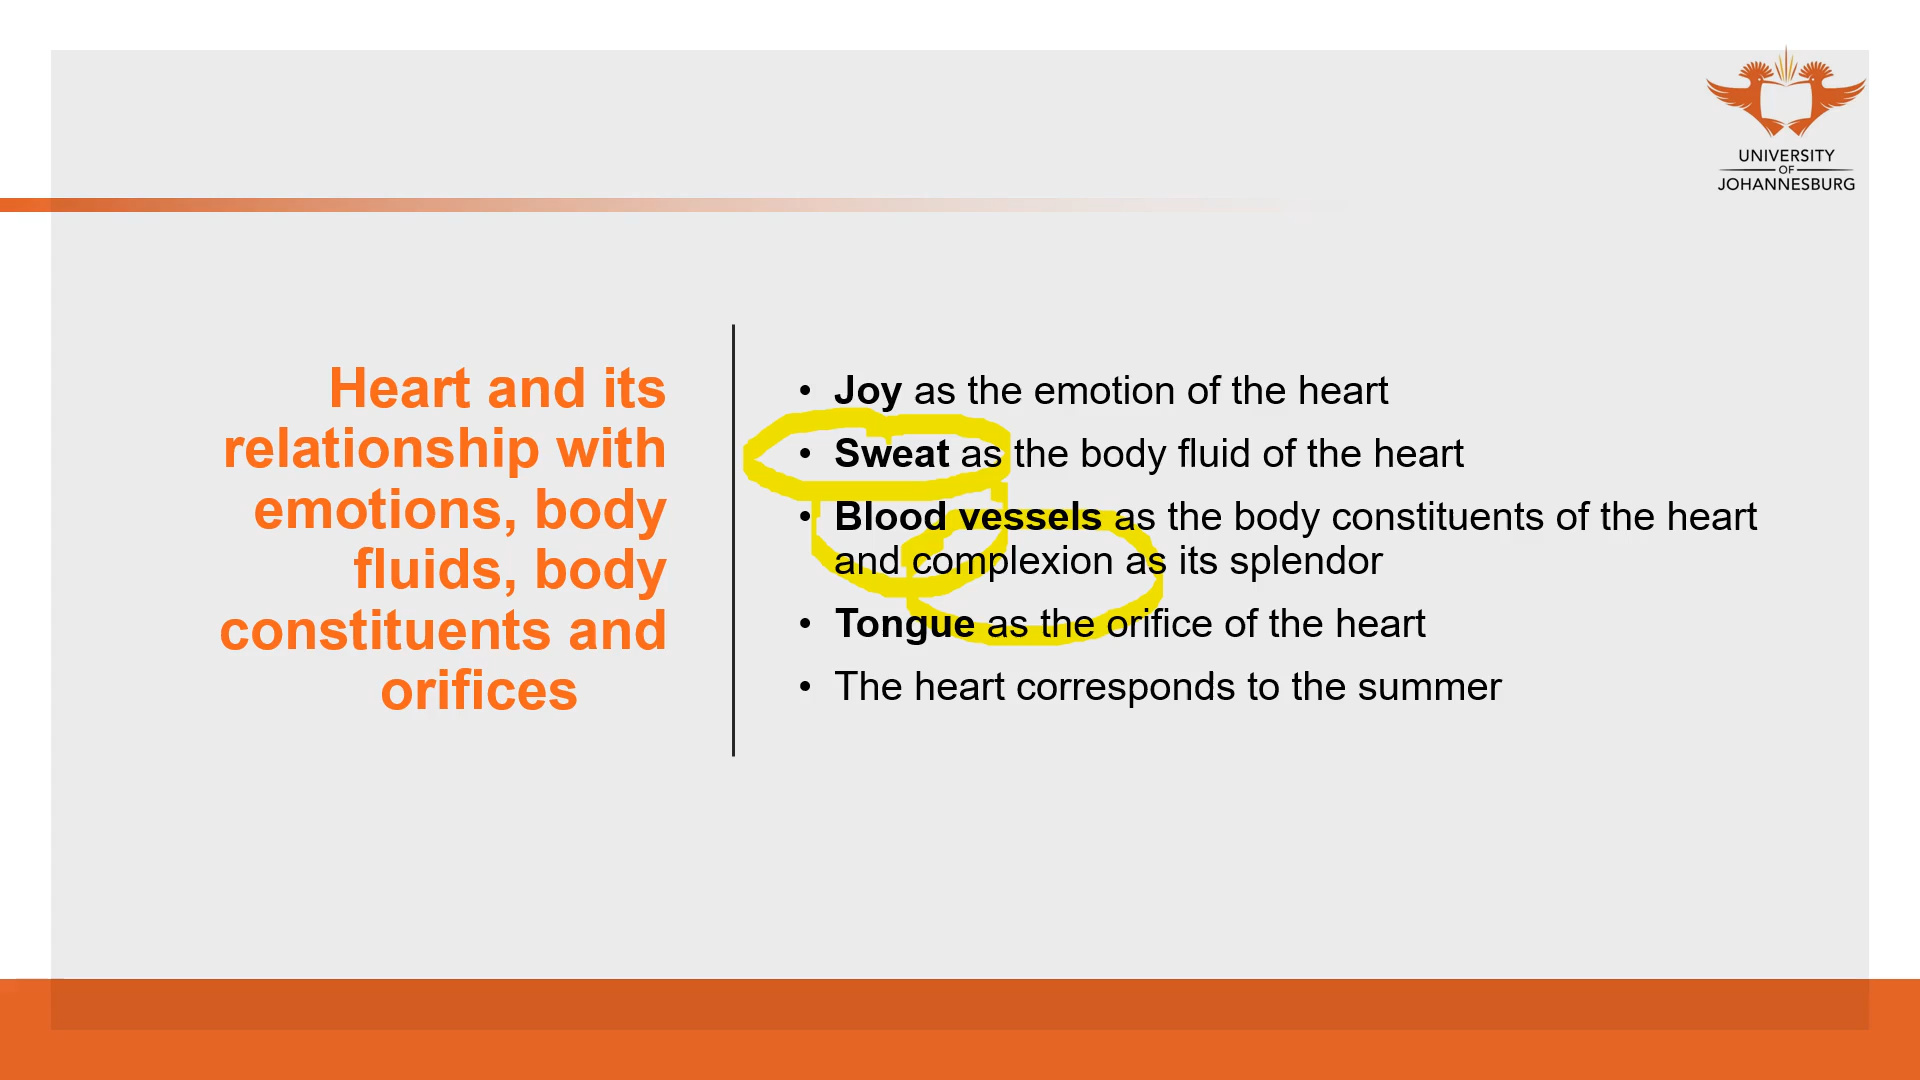 UNIVERSITY
OF
JOHANNESBURG
Heart and its
relationship with
emotions, body
fluids, body
constituents and
orifices
• Joy as the emotion of the heart
• Sweat as the body fluid of the heart
• Blood vessels as the body constituents of the heart
and complexion as its splendor
• Tongue as the orifice of the heart
• The heart corresponds to the summer